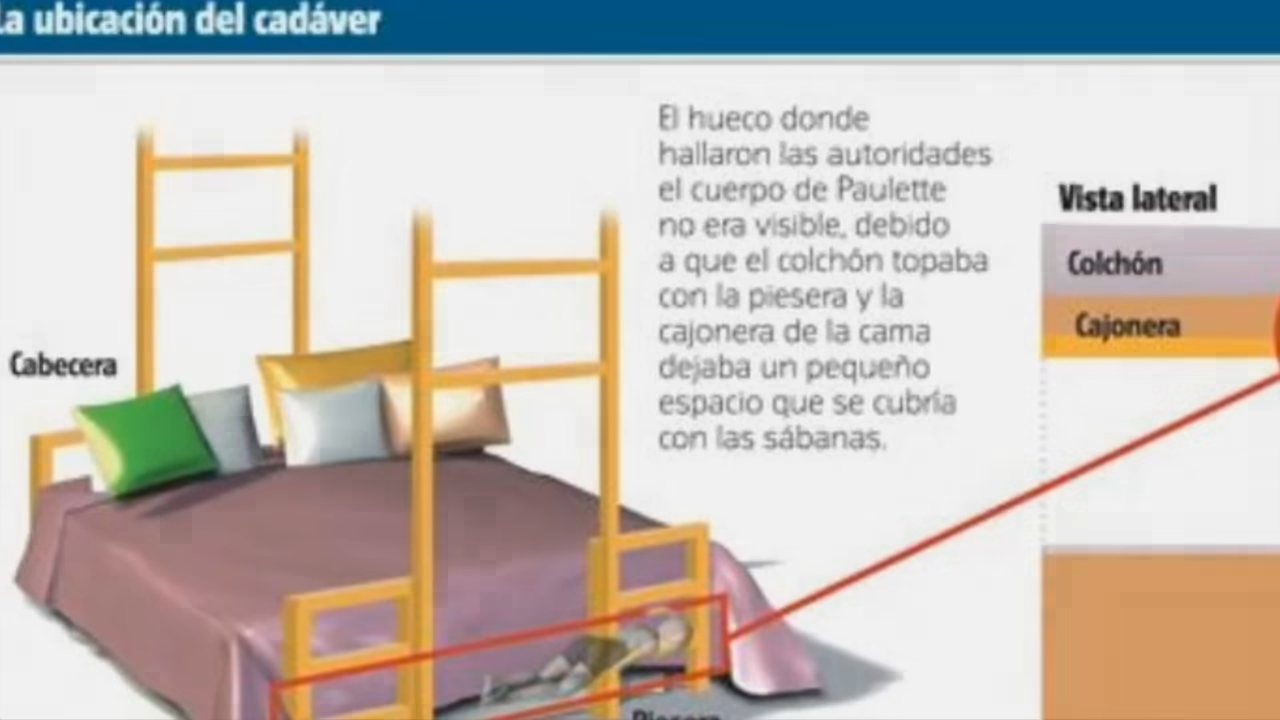 La ubicación del cadáver
El hueco donde
hallaron las autoridades
el cuerpo de Paulette
no era visible, debido
a que el colchón topaba
con la piesera y la
cajonera de la cama
dejaba un pequeño
espacio que se cubría
con las sábanas.
Vista lateral
Colchón
Cajonera
Cabecera
Piesera